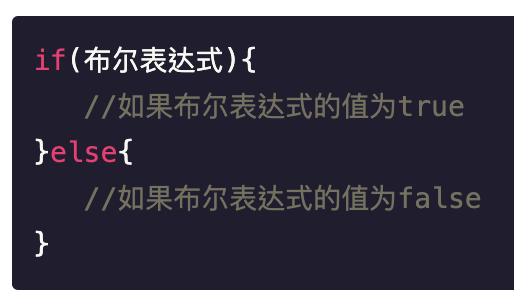 if(布尔表达式){
   //如果布尔表达式的值为true
}else{
   //如果布尔表达式的值为false
}